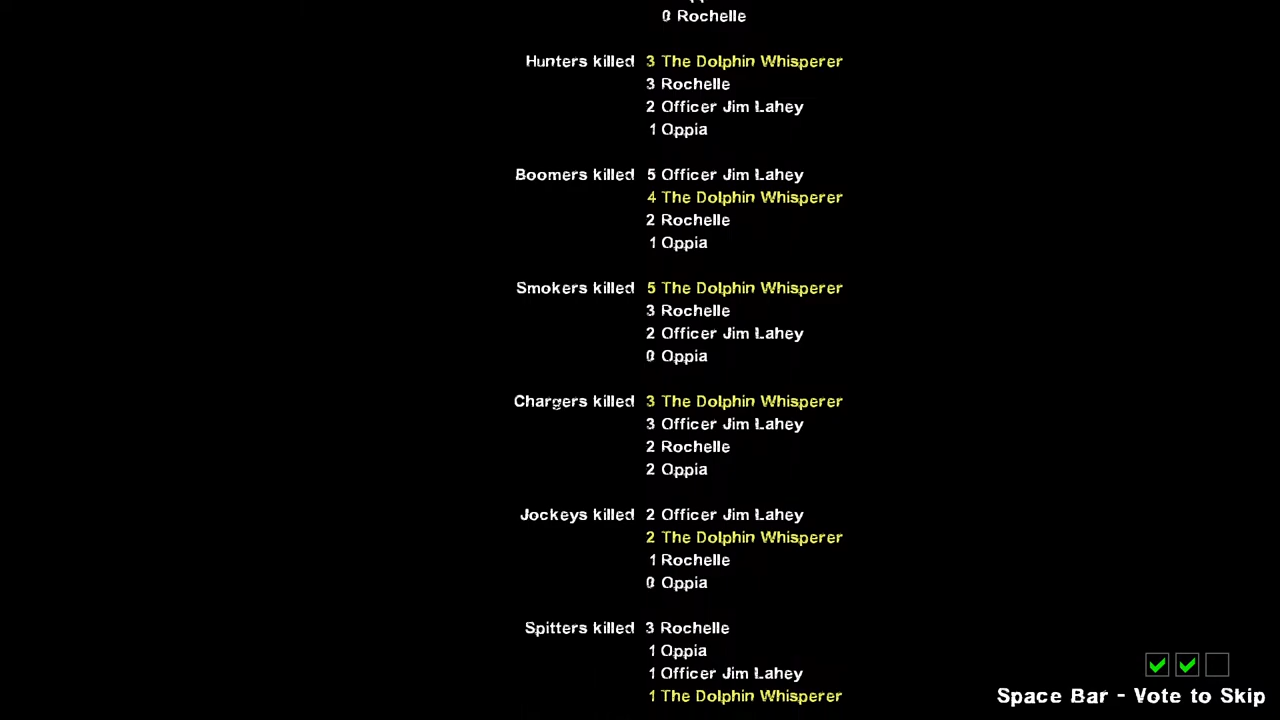 0 Rochelle
Hunters killed 3 The Dolphin Whisperer
3 Rochelle
2 Officer Jim Lahey
1 Oppia
Boomers killed 5 Officer Jim Lahey
4 The Dolphin Whisperer
2 Rochelle
1 Oppia
Smokers killed 5 The Dolphin Whisperer
3 Rochelle
2 Officer Jim Lahey
0 Oppia
Chargers killed 3 The Dolphin Whisperer
3 Officer Jim Lahey
2 Rochelle
2 Oppia
Jockeys killed 2 Officer Jim Lahey
2 The Dolphin Whisperer
1 Rochelle
0 Oppia
Spitters killed 3 Rochelle
1 Oppia
1 Officer Jim Lahey
1 The Dolphin Whisperer
Space Bar - Vote to Skip